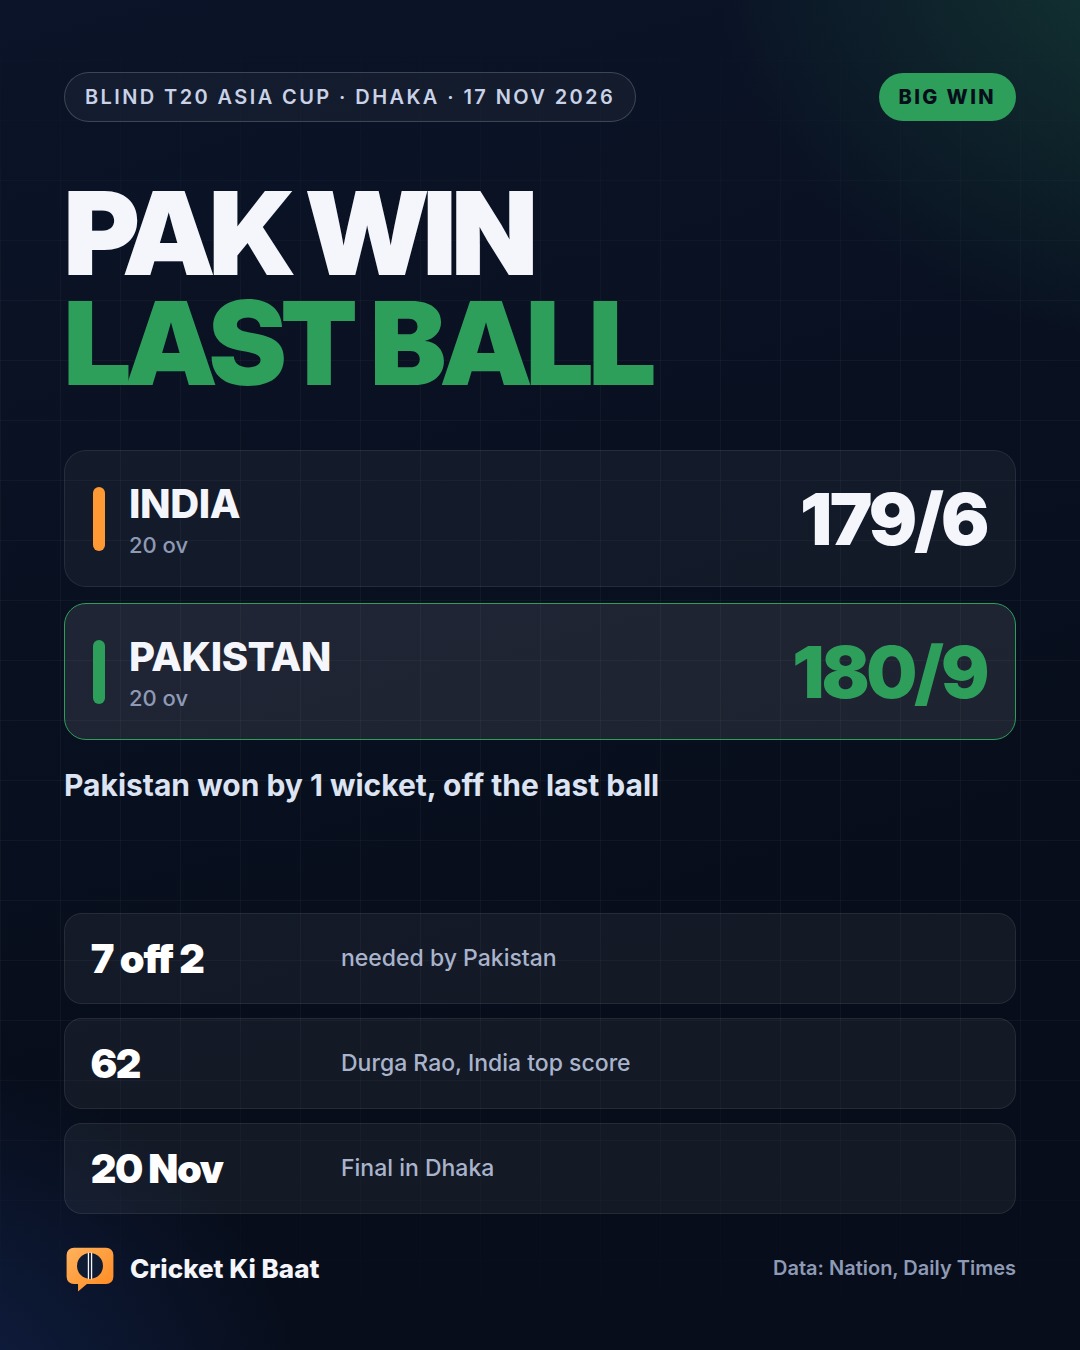 BLIND T20 ASIA CUP · DHAKA · 17 NOV 2026
BIG WIN
PAK WIN
LAST BALL
INDIA
20 ov
179/6
PAKISTAN
20 ov
180/9
Pakistan won by 1 wicket, off the last ball
7 off 2
needed by Pakistan
62
Durga Rao, India top score
20 Nov
Final in Dhaka
Cricket Ki Baat
Data: Nation, Daily Times